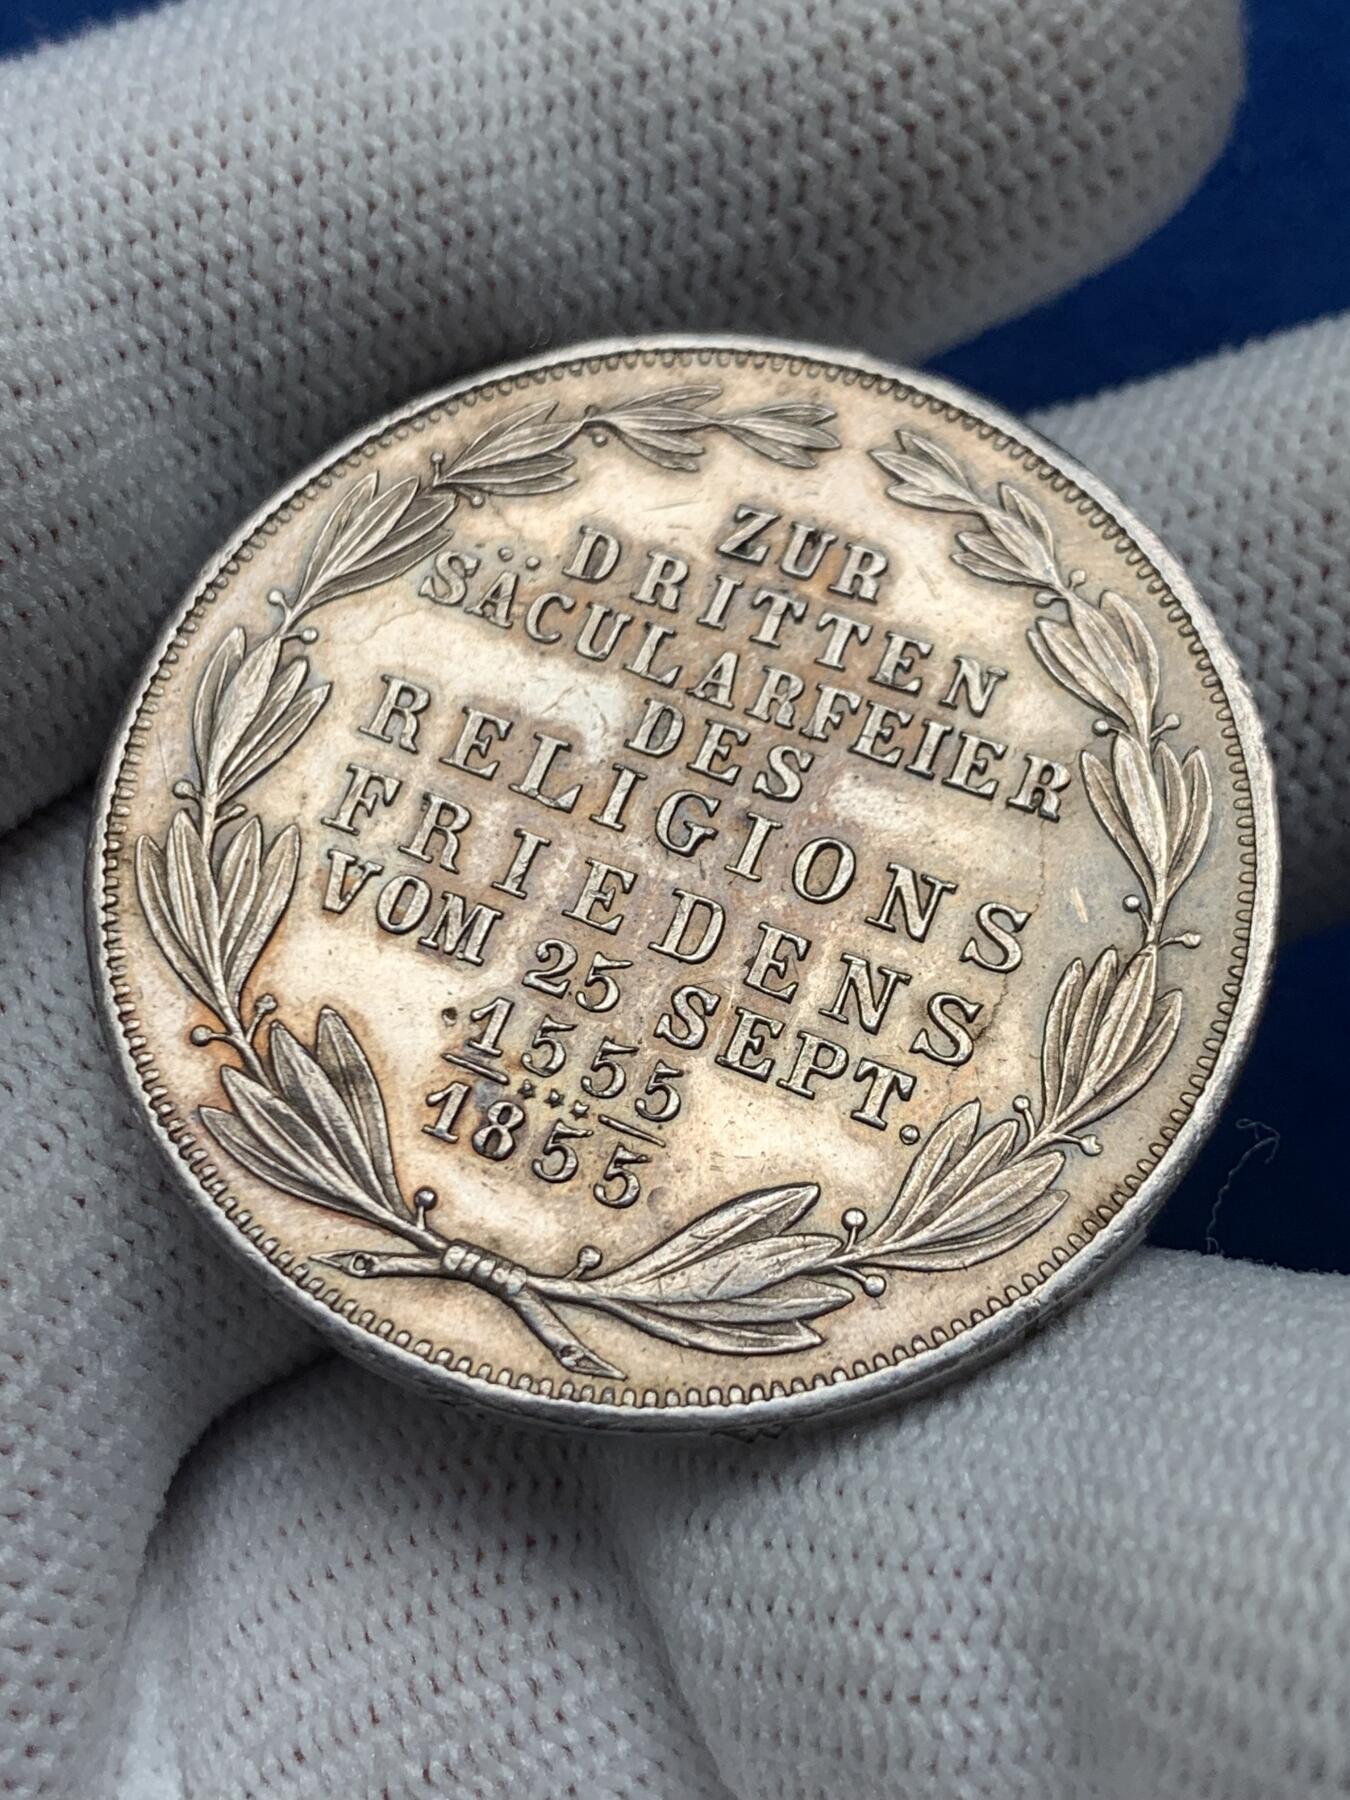 ZUR
DRITTEN
SÄCULARFEIER
DES
RELIGIONS
FRIEDENS
VOM 25 SEPT.
1555
1855